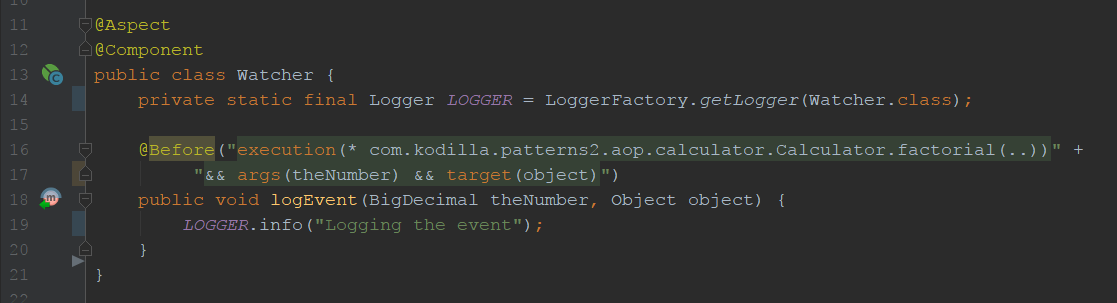 11 @Aspect
12 @Component
13 public class Watcher {
14 private static final Logger LOGGER = LoggerFactory.getLogger(Watcher.class);
15
16 @Before("execution(* com.kodilla.patterns2.aop.calculator.Calculator.factorial(..))" +
17 "&& args(theNumber) && target(object)")
18 public void logEvent(BigDecimal theNumber, Object object) {
19 LOGGER.info("Logging the event");
20 }
21 }